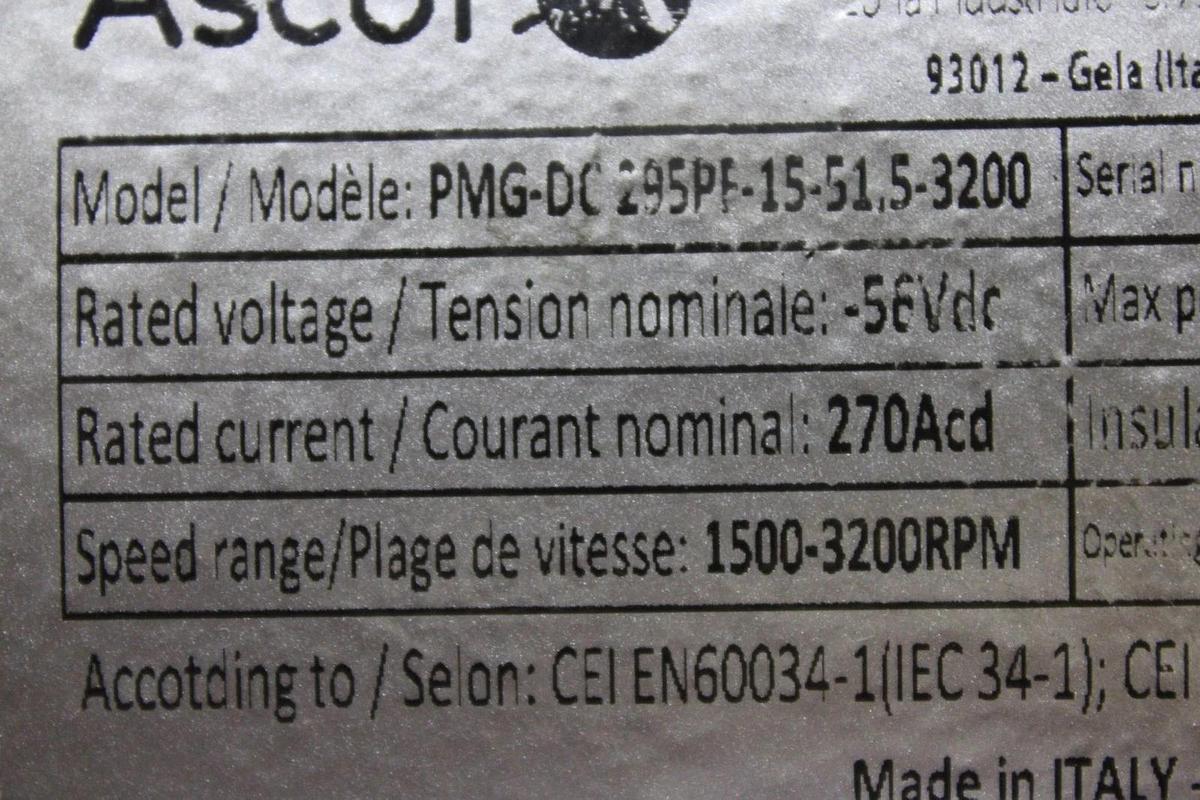 Ascot
93012 – Gela (Ita
Model / Modèle: PMG-DC 295PF-15-51,5-3200 Serial n
Rated voltage / Tension nominale: -56Vdc Max p
Rated current / Courant nominal: 270Acd Insula
Speed range/Plage de vitesse: 1500-3200RPM Operating
Accotding to / Selon: CEI EN60034-1(IEC 34-1); CEI
Made in ITALY -